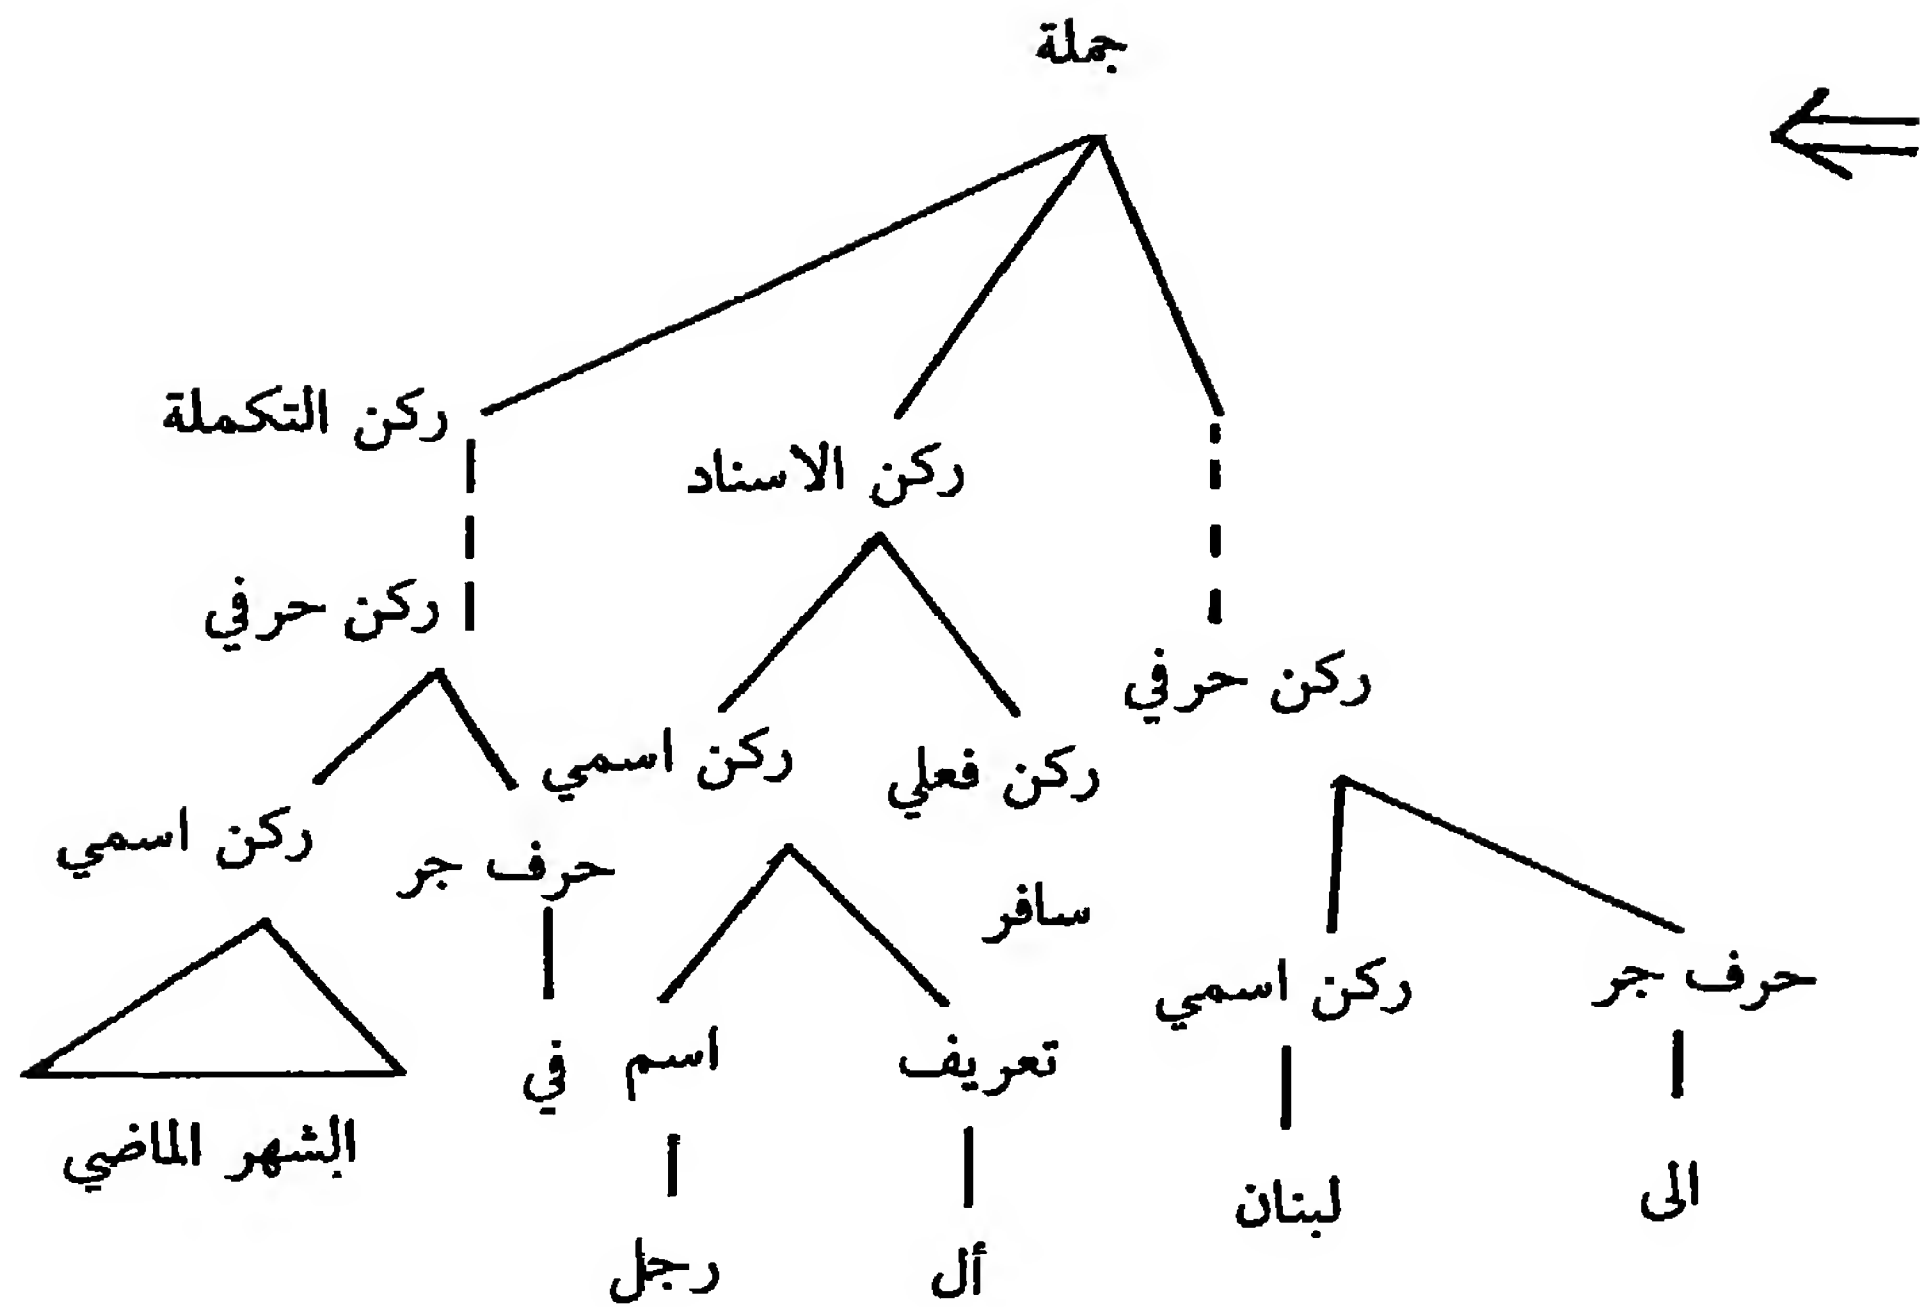 جملة
ركن التكملة
ركن الاسناد
ركن حرفي
ركن حرفي
ركن فعلي
ركن اسمي
ركن اسمي
حرف جر
سافر
حرف جر
ركن اسمي
تعريف
اسم
في
الشهر الماضي
الى
لبنان
أل
رجل